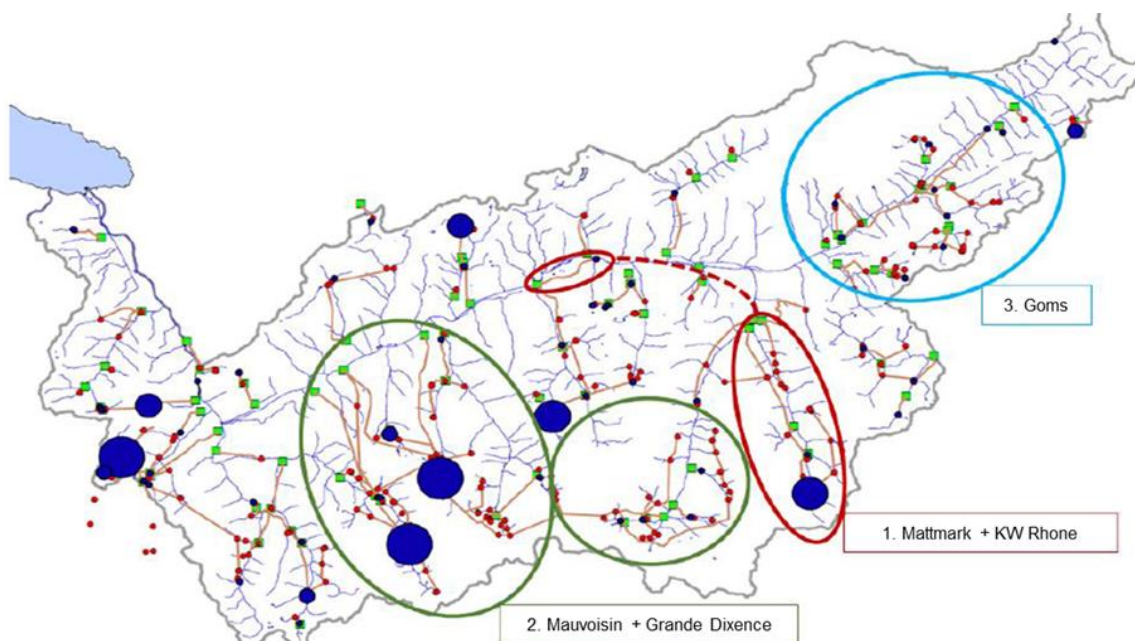 3. Goms
1. Mattmark + KW Rhone
2. Mauvoisin + Grande Dixence